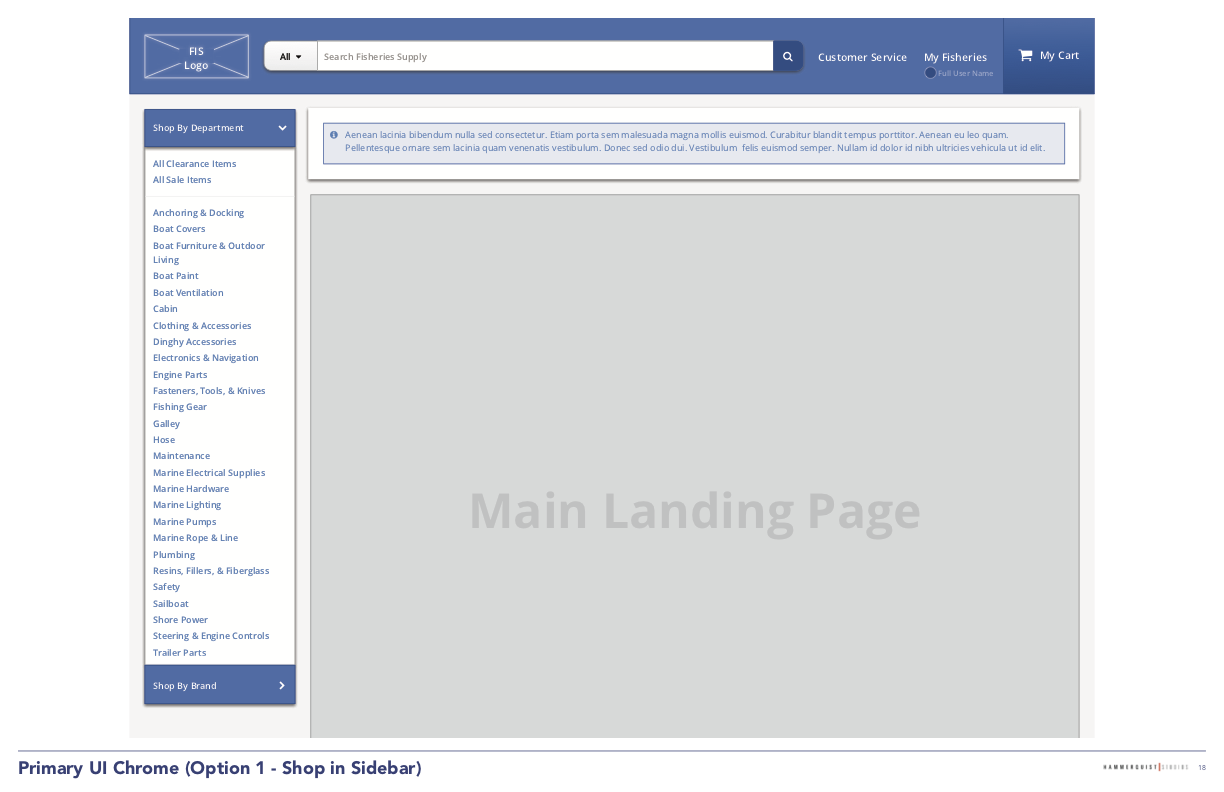 FIS
Logo
All
Search Fisheries Supply
Customer Service
My Fisheries
Full User Name
My Cart
Shop By Department
All Clearance Items
All Sale Items
Anchoring & Docking
Boat Covers
Boat Furniture & Outdoor
Living
Boat Paint
Boat Ventilation
Cabin
Clothing & Accessories
Dinghy Accessories
Electronics & Navigation
Engine Parts
Fasteners, Tools, & Knives
Fishing Gear
Galley
Hose
Maintenance
Marine Electrical Supplies
Marine Hardware
Marine Lighting
Marine Pumps
Marine Rope & Line
Plumbing
Resins, Fillers, & Fiberglass
Safety
Sailboat
Shore Power
Steering & Engine Controls
Trailer Parts
Shop By Brand
Aenean lacinia bibendum nulla sed consectetur. Etiam porta sem malesuada magna mollis euismod. Curabitur blandit tempus porttitor. Aenean eu leo quam.
Pellentesque ornare sem lacinia quam venenatis vestibulum. Donec sed odio dui. Vestibulum felis euismod semper. Nullam id dolor id nibh ultricies vehicula ut id elit.
Main Landing Page
Primary UI Chrome (Option 1 - Shop in Sidebar)
HAMMERQUIST STUDIOS
18